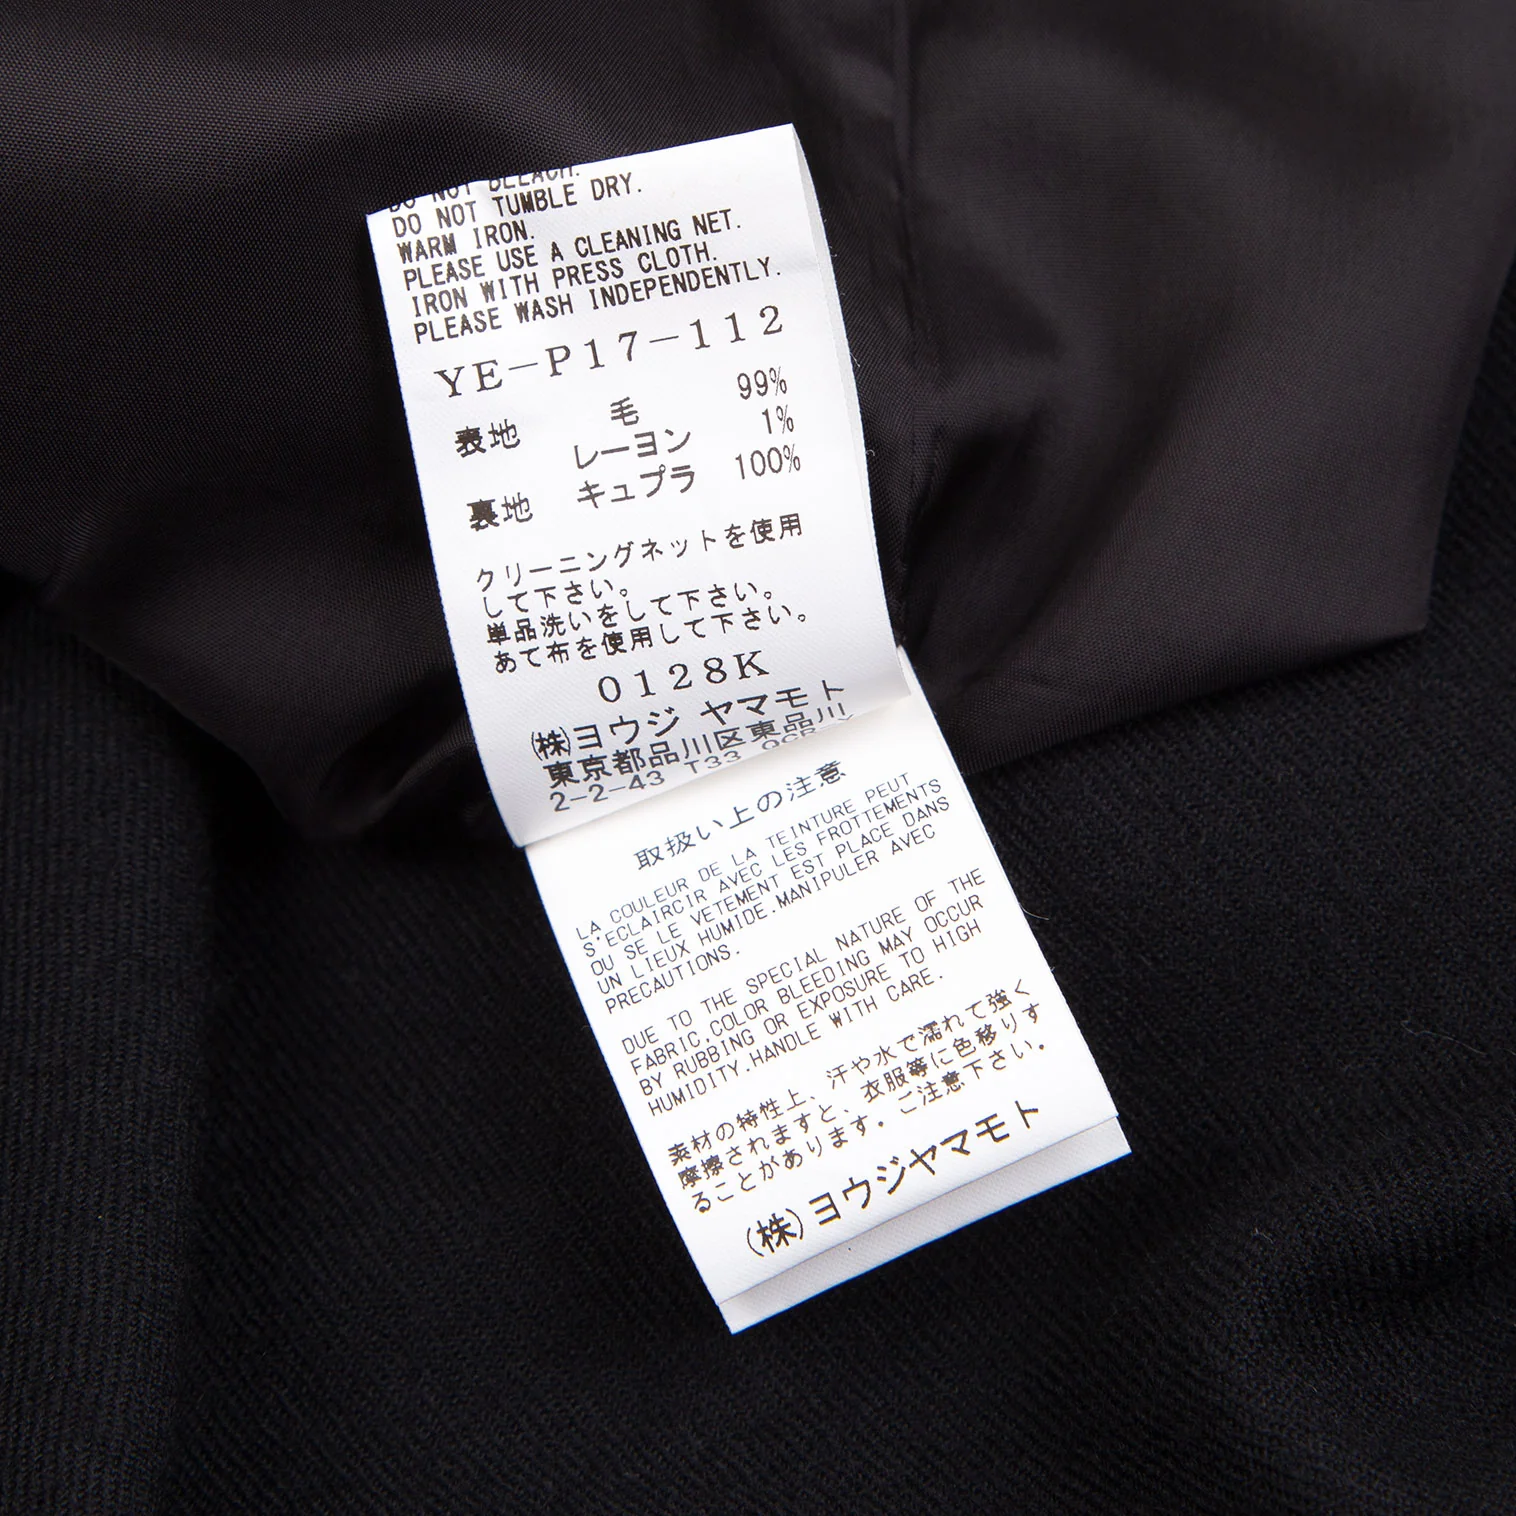 DO NOT BLEACH.
DO NOT TUMBLE DRY.
WARM IRON.
PLEASE USE A CLEANING NET.
IRON WITH PRESS CLOTH.
PLEASE WASH INDEPENDENTLY.
YE-P17-112
表地 毛 99%
レーヨン 1%
裏地 キュプラ 100%
クリーニングネットを使用
して下さい。
単品洗いをして下さい。
あて布を使用して下さい。
0128K
(株)ヨウジ ヤマモト
東京都品川区東品川
2-2-43 T33
取扱い上の注意
LA COULEUR DE LA TEINTURE PEUT
S'ECLAIRCIR AVEC LES FROTTEMENTS
OU SE LE VETEMENT EST PLACE DANS
UN LIEUX HUMIDE.MANIPULER AVEC
PRECAUTIONS.
DUE TO THE SPECIAL NATURE OF THE
FABRIC,COLOR BLEEDING MAY OCCUR
BY RUBBING OR EXPOSURE TO HIGH
HUMIDITY.HANDLE WITH CARE.
素材の特性上、汗や水で濡れて強く
摩擦されますと、衣服等に色移りす
ることがあります。ご注意下さい。
(株)ヨウジヤマモト